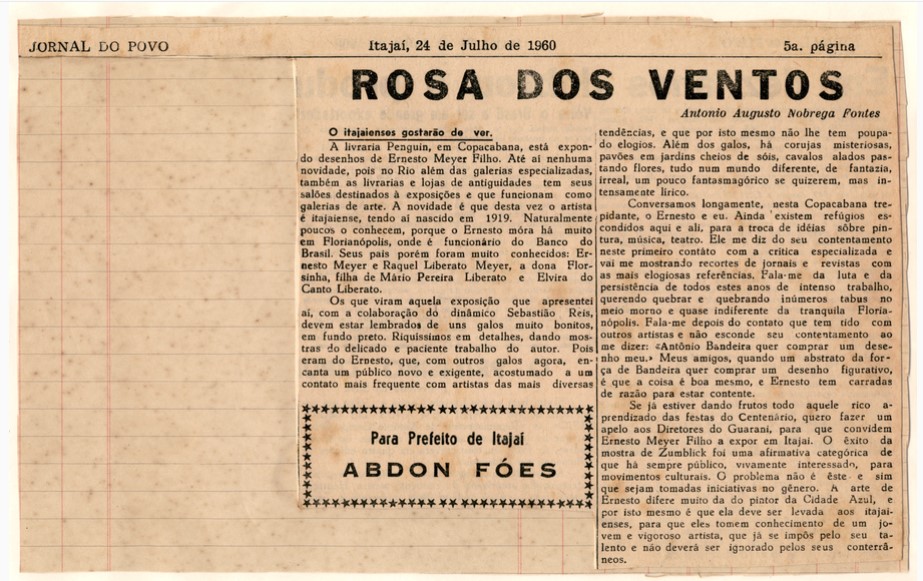 JORNAL DO POVO
Itajaí, 24 de Julho de 1960
5a. página
ROSA DOS VENTOS
Antonio Augusto Nobrega Fontes
O itajaienses gostarão de ver.
A livraria Penguin, em Copacabana, está expon-
do desenhos de Ernesto Meyer Filho. Até aí nenhuma
novidade, pois no Rio além das galerias especializadas,
também as livrarias e lojas de antiguidades tem seus
salões destinados à exposições e que funcionam como
galerias de arte. A novidade é que desta vez o artista
é itajaiense, tendo aí nascido em 1919. Naturalmente
poucos o conhecem, porque o Ernesto móra há muito
em Florianópolis, onde é funcionário do Banco do
Brasil. Seus pais porém foram muito conhecidos: Er-
nesto Meyer e Raquel Liberato Meyer, a dona Flor-
sinha, filha de Mário Pereira Liberato e Elvira do
Canto Liberato.
Os que viram aquela exposição que apresentei
aí, com a colaboração do dinâmico Sebastião Reis,
devem estar lembrados de uns galos muito bonitos,
em fundo preto. Riquissimos em detalhes, dando mos-
tras do delicado e paciente trabalho do autor. Pois
eram do Ernesto, que, com outros galos agora, en-
canta um público novo e exigente, acostumado a um
contato mais frequente com artistas das mais diversas
Para Prefeito de Itajaí
ABDON FÓES
tendências, e que por isto mesmo não lhe tem poupa-
do elogios. Além dos galos, há corujas misteriosas,
pavões em jardins cheios de sóis, cavalos alados pas-
tando flores, tudo num mundo diferente, de fantazia,
irreal, um pouco fantasmagórico se quizerem, mas in-
tensamente lírico.
Conversamos longamente, nesta Copacabana tre-
pidante, o Ernesto e eu. Ainda existem refúgios es-
condidos aqui e ali, para a troca de idéias sôbre pin-
tura, música, teatro. Ele me diz do seu contentamento
neste primeiro contáto com a critica especializada e
vai me mostrando recortes de jornais e revistas com
as mais elogiosas referências. Fala-me da luta e da
persistência de todos estes anos de intenso trabalho,
querendo quebrar e quebrando inúmeros tabus no
meio morno e quase indiferente da tranquila Floria-
nópolis. Fala-me depois do contato que tem tido com
outros artistas e não esconde seu contentamento ao
me dizer: «Antônio Bandeira quer comprar um dese-
nho meu.» Meus amigos, quando um abstrato da for-
ça de Bandeira quer comprar um desenho figurativo,
é que a coisa é boa mesmo, e Ernesto tem carradas
de razão para estar contente.
Se já estiver dando frutos todo aquele rico a-
prendizado das festas do Centenário, quero fazer um
apelo aos Diretores do Guarani, para que convidem
Ernesto Meyer Filho a expor em Itajaí. O êxito da
mostra de Zumblick foi uma afirmativa categórica de
que há sempre público, vivamente interessado, para
movimentos culturais. O problema não é êste e sim
que sejam tomadas iniciativas no gênero. A arte de
Ernesto difere muito da do pintor da Cidade Azul, e
por isto mesmo é que ela deve ser levada aos itajai-
enses, para que eles tomem conhecimento de um jo-
vem e vigoroso artista, que já se impôs pelo seu ta-
lento e não deverá ser ignorado pelos seus conterrâ-
neos.